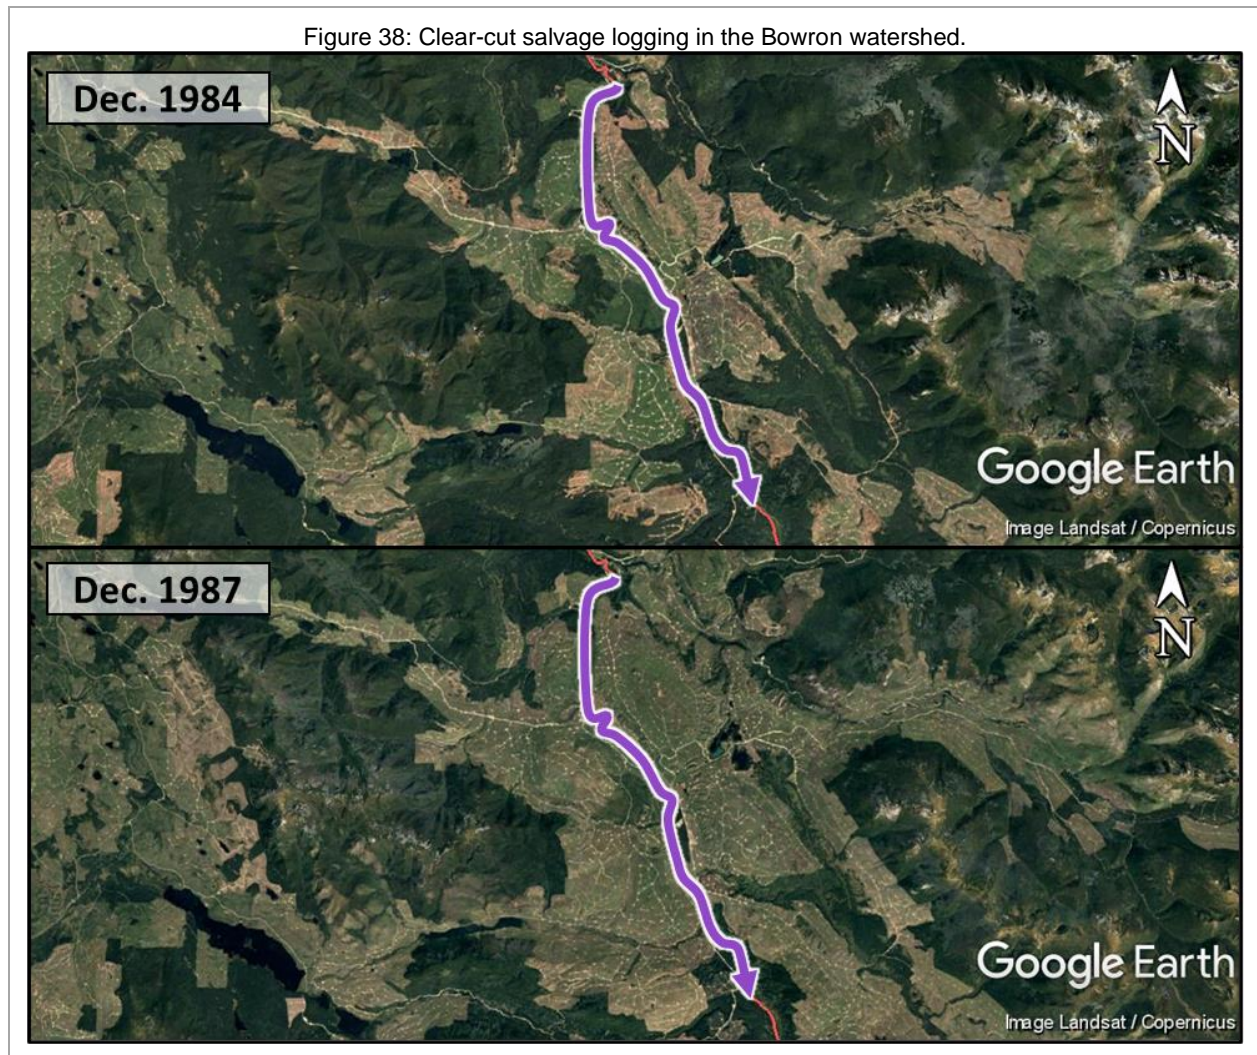 Figure 38: Clear-cut salvage logging in the Bowron watershed.
Dec. 1984
N
Google Earth
Image Landsat / Copernicus
Dec. 1987
N
Google Earth
Image Landsat / Copernicus